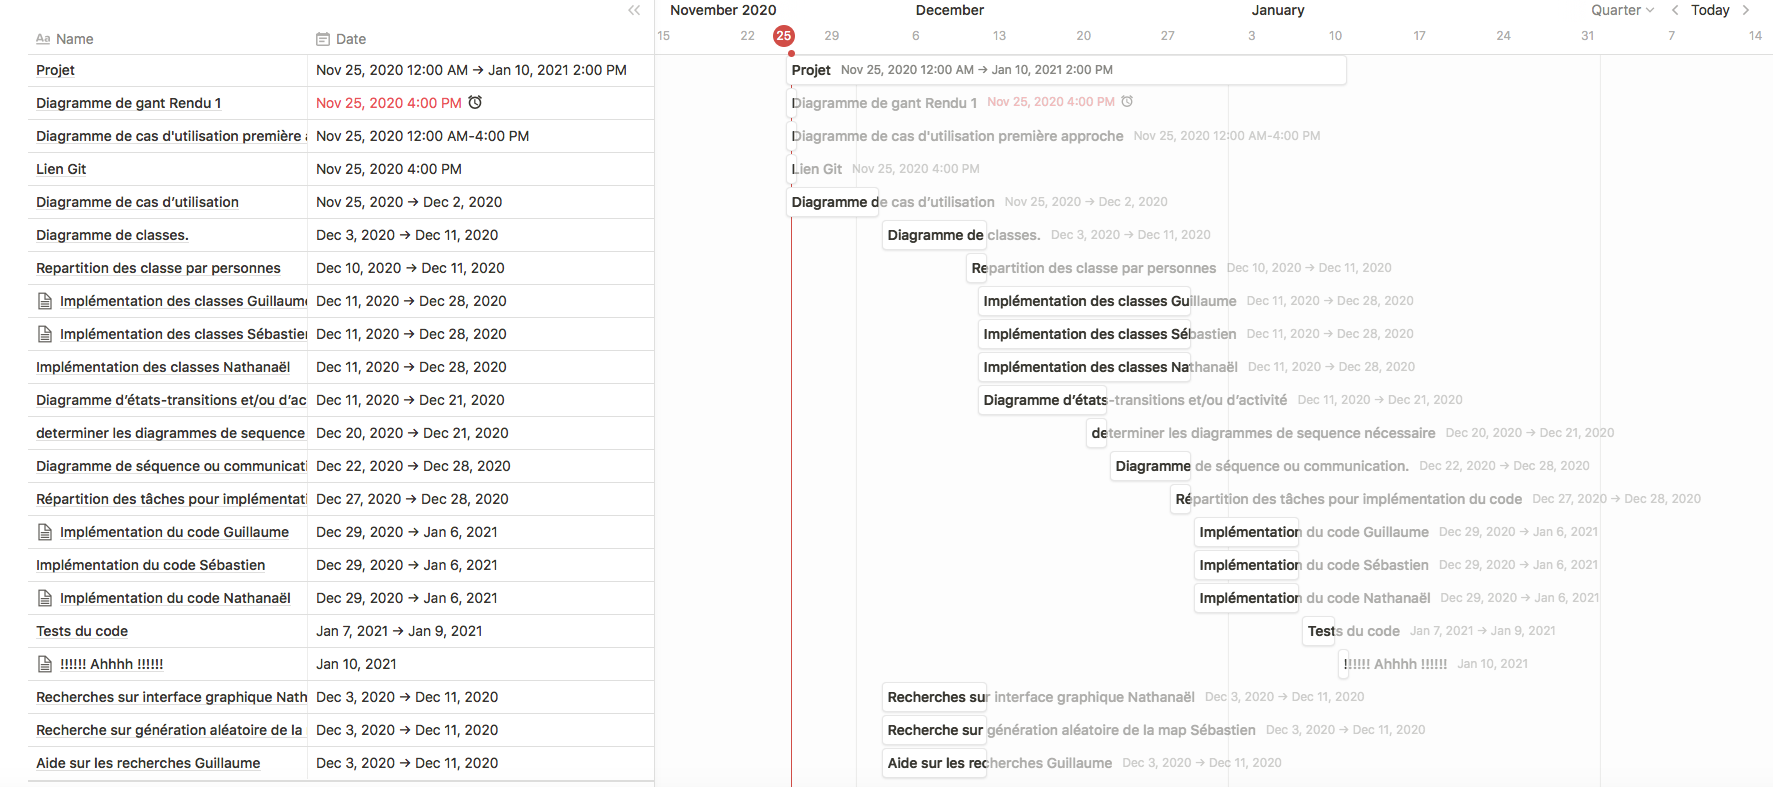 November 2020 December January Quarter Today
Name Date 15 22 25 29 6 13 20 27 3 10 17 24 31 7 14
Projet Nov 25, 2020 12:00 AM → Jan 10, 2021 2:00 PM Projet Nov 25, 2020 12:00 AM → Jan 10, 2021 2:00 PM
Diagramme de gant Rendu 1 Nov 25, 2020 4:00 PM Diagramme de gant Rendu 1 Nov 25, 2020 4:00 PM
Diagramme de cas d'utilisation première Nov 25, 2020 12:00 AM-4:00 PM Diagramme de cas d'utilisation première approche Nov 25, 2020 12:00 AM-4:00 PM
Lien Git Nov 25, 2020 4:00 PM Lien Git Nov 25, 2020 4:00 PM
Diagramme de cas d’utilisation Nov 25, 2020 → Dec 2, 2020 Diagramme de cas d’utilisation Nov 25, 2020 → Dec 2, 2020
Diagramme de classes. Dec 3, 2020 → Dec 11, 2020 Diagramme de classes. Dec 3, 2020 → Dec 11, 2020
Repartition des classe par personnes Dec 10, 2020 → Dec 11, 2020 Repartition des classe par personnes Dec 10, 2020 → Dec 11, 2020
Implémentation des classes Guillaume Dec 11, 2020 → Dec 28, 2020 Implémentation des classes Guillaume Dec 11, 2020 → Dec 28, 2020
Implémentation des classes Sébastien Dec 11, 2020 → Dec 28, 2020 Implémentation des classes Sébastien Dec 11, 2020 → Dec 28, 2020
Implémentation des classes Nathanaël Dec 11, 2020 → Dec 28, 2020 Implémentation des classes Nathanaël Dec 11, 2020 → Dec 28, 2020
Diagramme d’états-transitions et/ou d’ac Dec 11, 2020 → Dec 21, 2020 Diagramme d’états-transitions et/ou d’activité Dec 11, 2020 → Dec 21, 2020
determiner les diagrammes de sequence Dec 20, 2020 → Dec 21, 2020 determiner les diagrammes de sequence nécessaire Dec 20, 2020 → Dec 21, 2020
Diagramme de séquence ou communicati Dec 22, 2020 → Dec 28, 2020 Diagramme de séquence ou communication. Dec 22, 2020 → Dec 28, 2020
Répartition des tâches pour implémentati Dec 27, 2020 → Dec 28, 2020 Répartition des tâches pour implémentation du code Dec 27, 2020 → Dec 28, 2020
Implémentation du code Guillaume Dec 29, 2020 → Jan 6, 2021 Implémentation du code Guillaume Dec 29, 2020 → Jan 6, 2021
Implémentation du code Sébastien Dec 29, 2020 → Jan 6, 2021 Implémentation du code Sébastien Dec 29, 2020 → Jan 6, 2021
Implémentation du code Nathanaël Dec 29, 2020 → Jan 6, 2021 Implémentation du code Nathanaël Dec 29, 2020 → Jan 6, 2021
Tests du code Jan 7, 2021 → Jan 9, 2021 Tests du code Jan 7, 2021 → Jan 9, 2021
!!!!!! Ahhhh !!!!!! Jan 10, 2021 !!!!!! Ahhhh !!!!!! Jan 10, 2021
Recherches sur interface graphique Nath Dec 3, 2020 → Dec 11, 2020 Recherches sur interface graphique Nathanaël Dec 3, 2020 → Dec 11, 2020
Recherche sur génération aléatoire de la Dec 3, 2020 → Dec 11, 2020 Recherche sur génération aléatoire de la map Sébastien Dec 3, 2020 → Dec 11, 2020
Aide sur les recherches Guillaume Dec 3, 2020 → Dec 11, 2020 Aide sur les recherches Guillaume Dec 3, 2020 → Dec 11, 2020